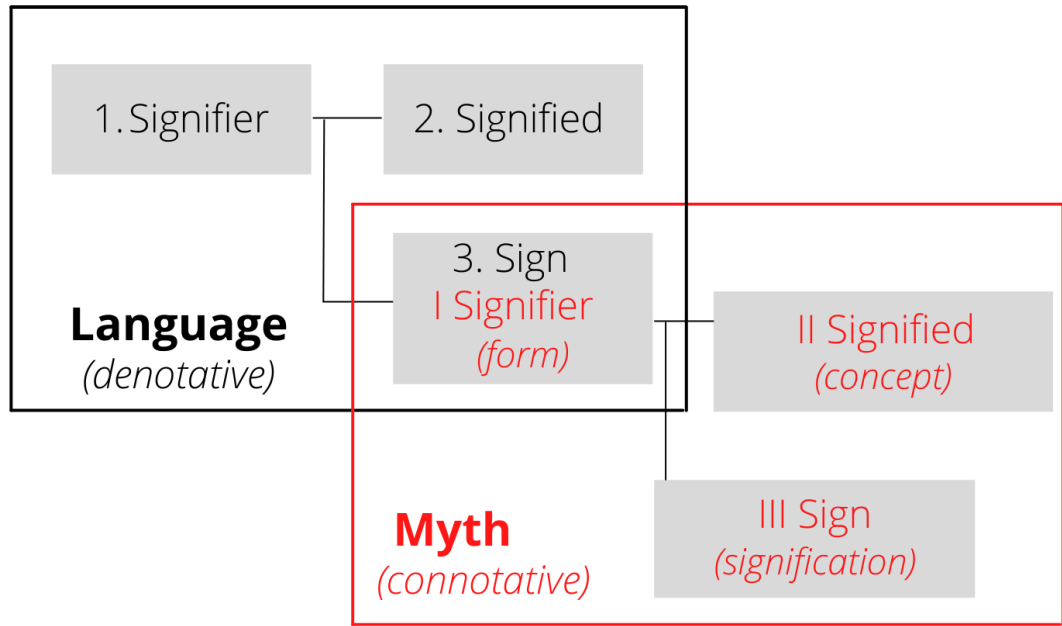 1. Signifier
2. Signified
3. Sign
I Signifier
(form)
Language
(denotative)
II Signified
(concept)
III Sign
(signification)
Myth
(connotative)